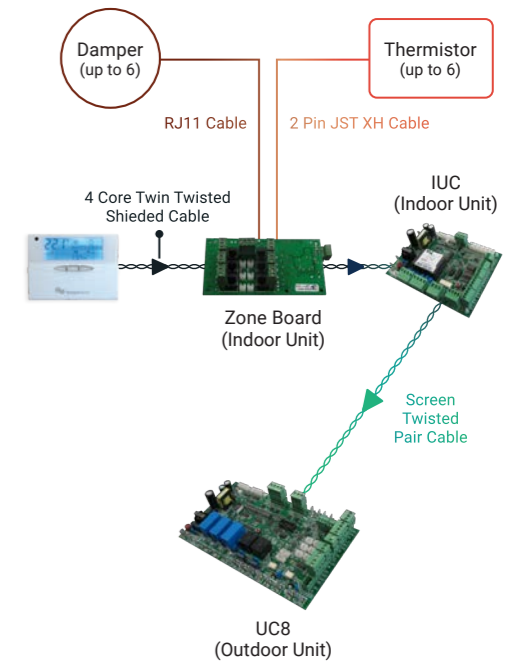 Damper
(up to 6)
Thermistor
(up to 6)
RJ11 Cable
2 Pin JST XH Cable
4 Core Twin Twisted
Shieded Cable
IUC
(Indoor Unit)
Zone Board
(Indoor Unit)
Screen
Twisted
Pair Cable
UC8
(Outdoor Unit)